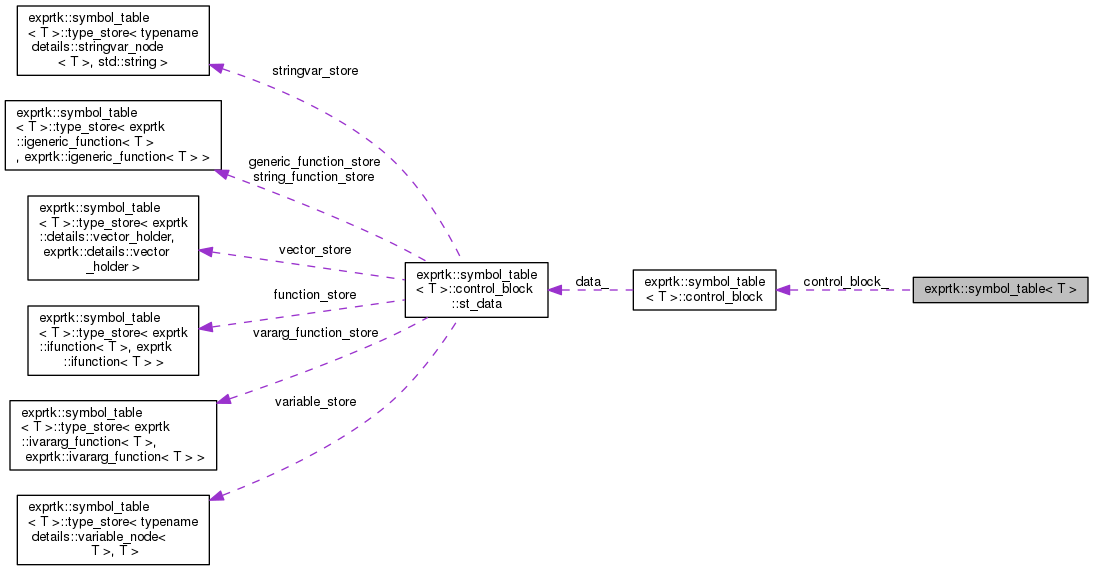 exprtk::symbol_table
< T >::type_store< typename
details::stringvar_node
< T >, std::string >
stringvar_store
exprtk::symbol_table
< T >::type_store< exprtk
::igeneric_function< T >
, exprtk::igeneric_function< T > >
generic_function_store
string_function_store
exprtk::symbol_table
< T >::type_store< exprtk
::details::vector_holder,
exprtk::details::vector
_holder >
vector_store
exprtk::symbol_table
< T >::type_store< exprtk
::ifunction< T >, exprtk
::ifunction< T > >
function_store
exprtk::symbol_table
< T >::type_store< exprtk
::ivararg_function< T >,
exprtk::ivararg_function< T > >
vararg_function_store
exprtk::symbol_table
< T >::type_store< typename
details::variable_node<
T >, T >
variable_store
exprtk::symbol_table
< T >::control_block
::st_data
data_
exprtk::symbol_table
< T >::control_block
control_block_
exprtk::symbol_table< T >